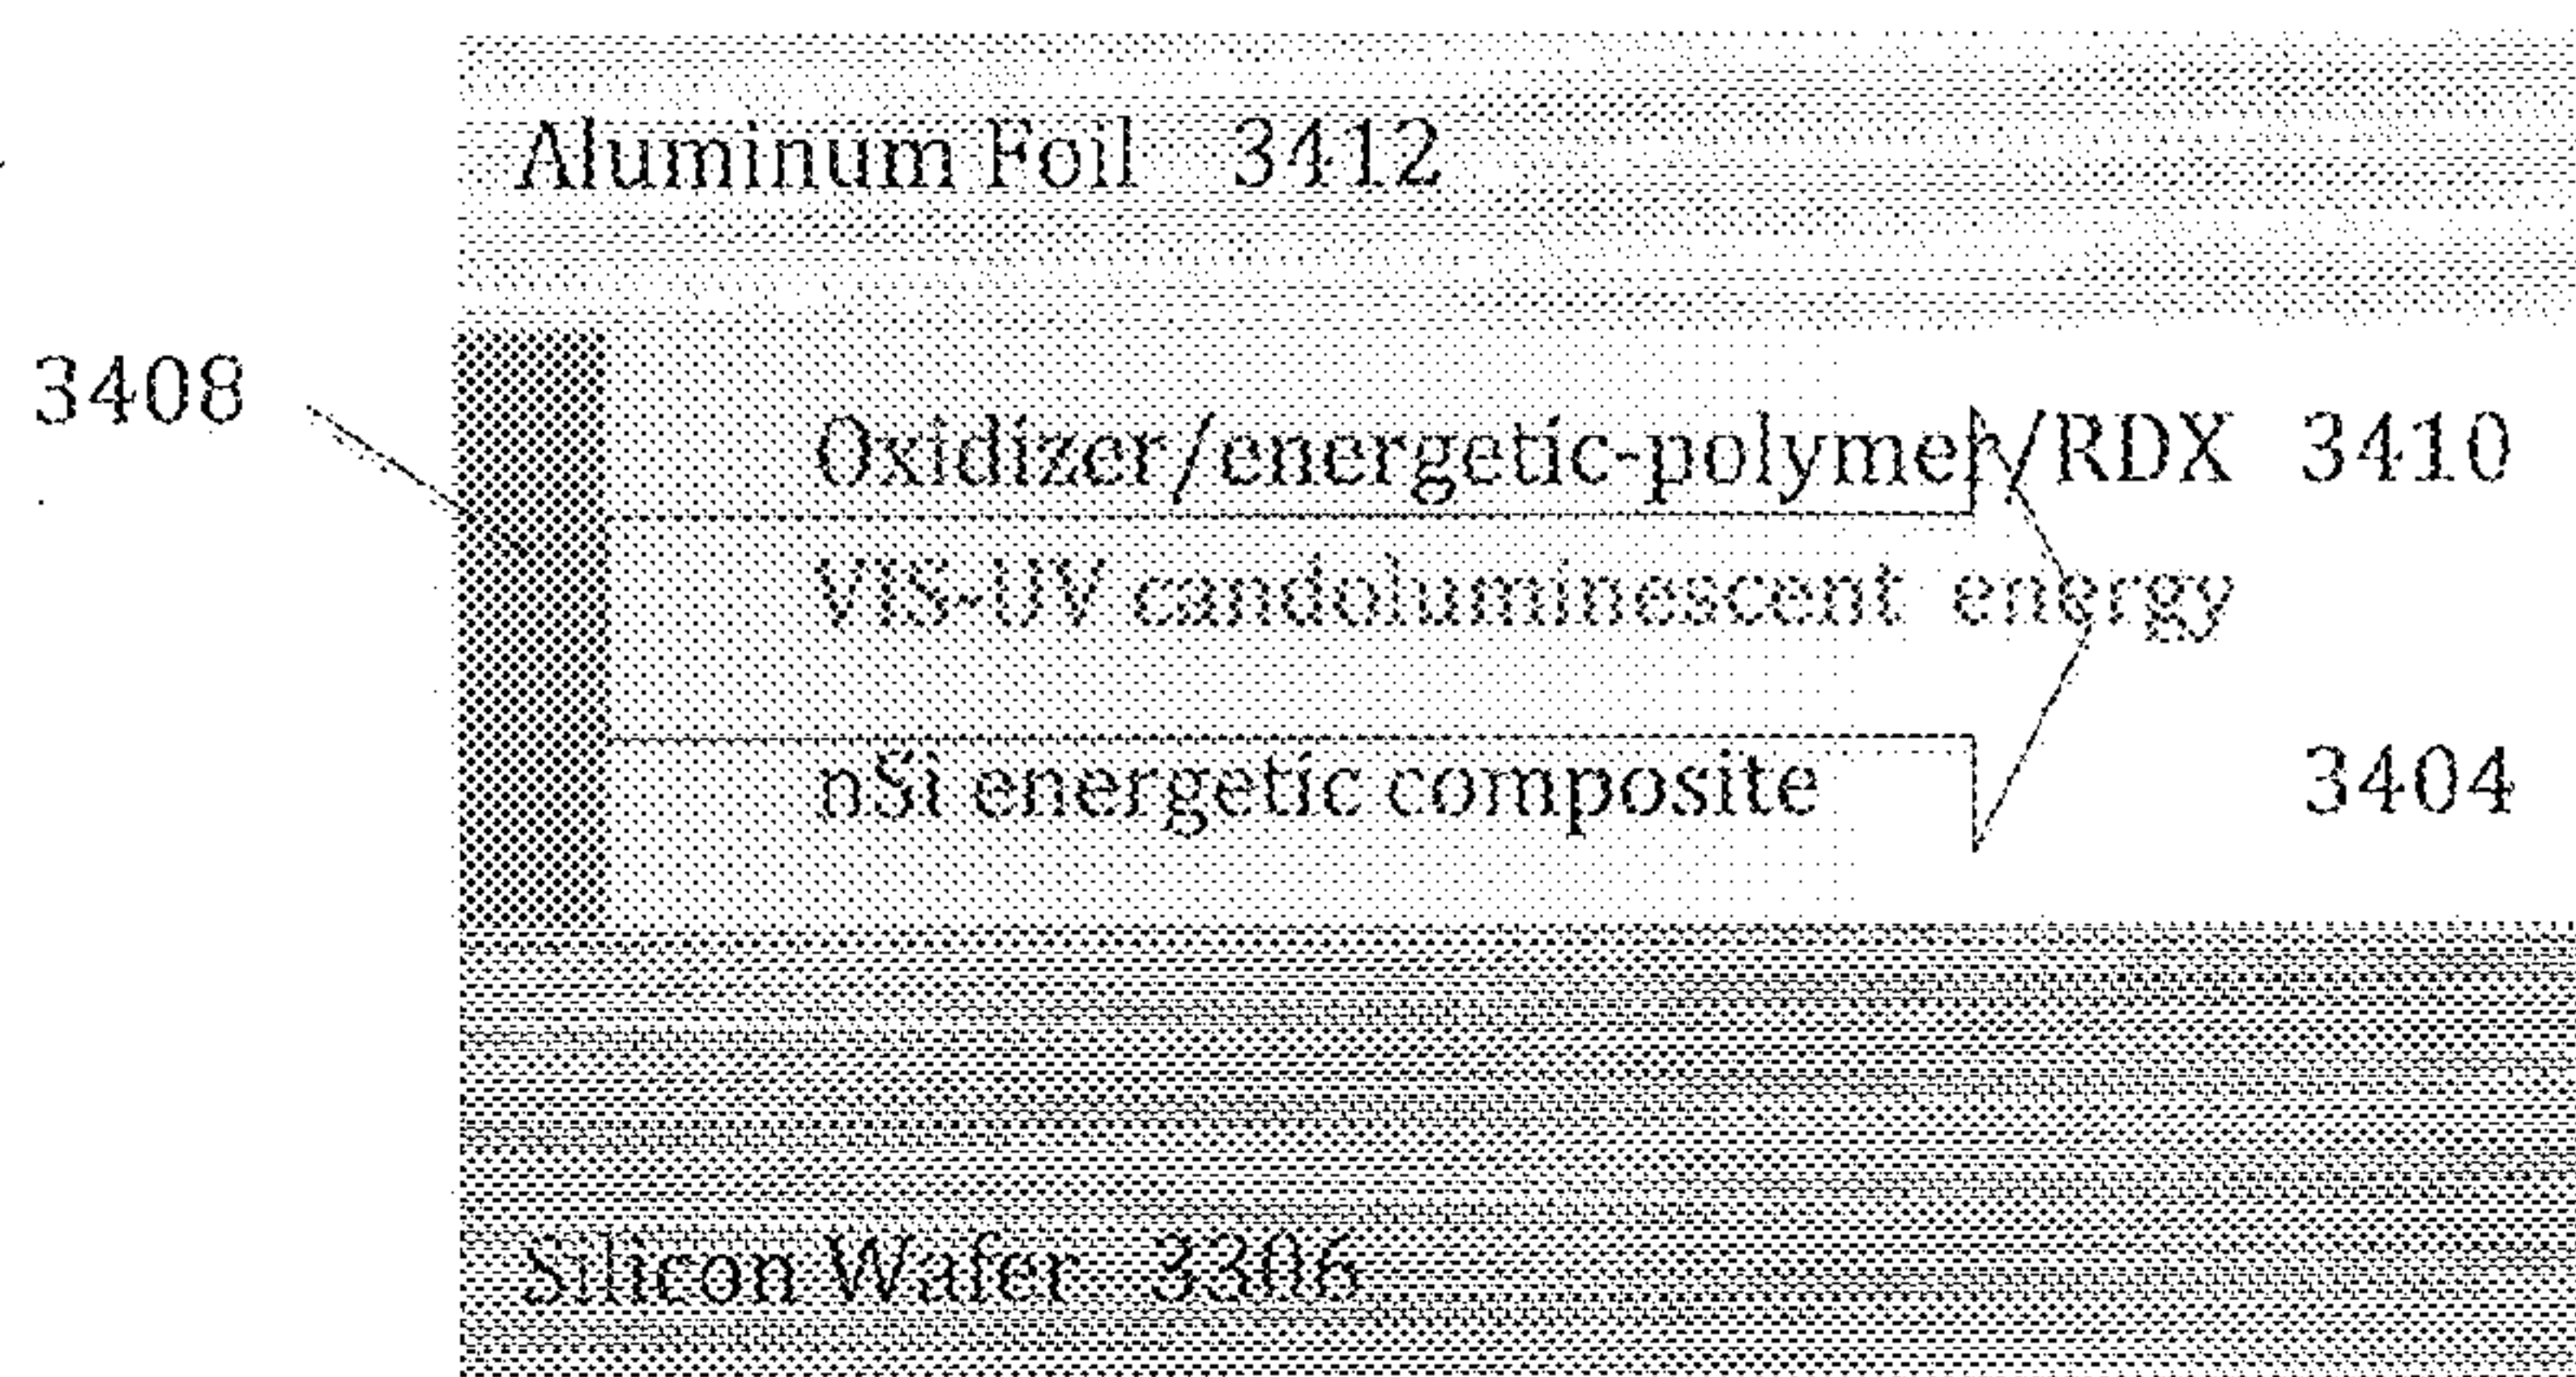 Aluminum Foil 3412
3408
Oxidizer/energetic-polymer/RDX 3410
VIS-UV candoluminescent energy
nSi energetic composite 3404
Silicon Wafer 3306